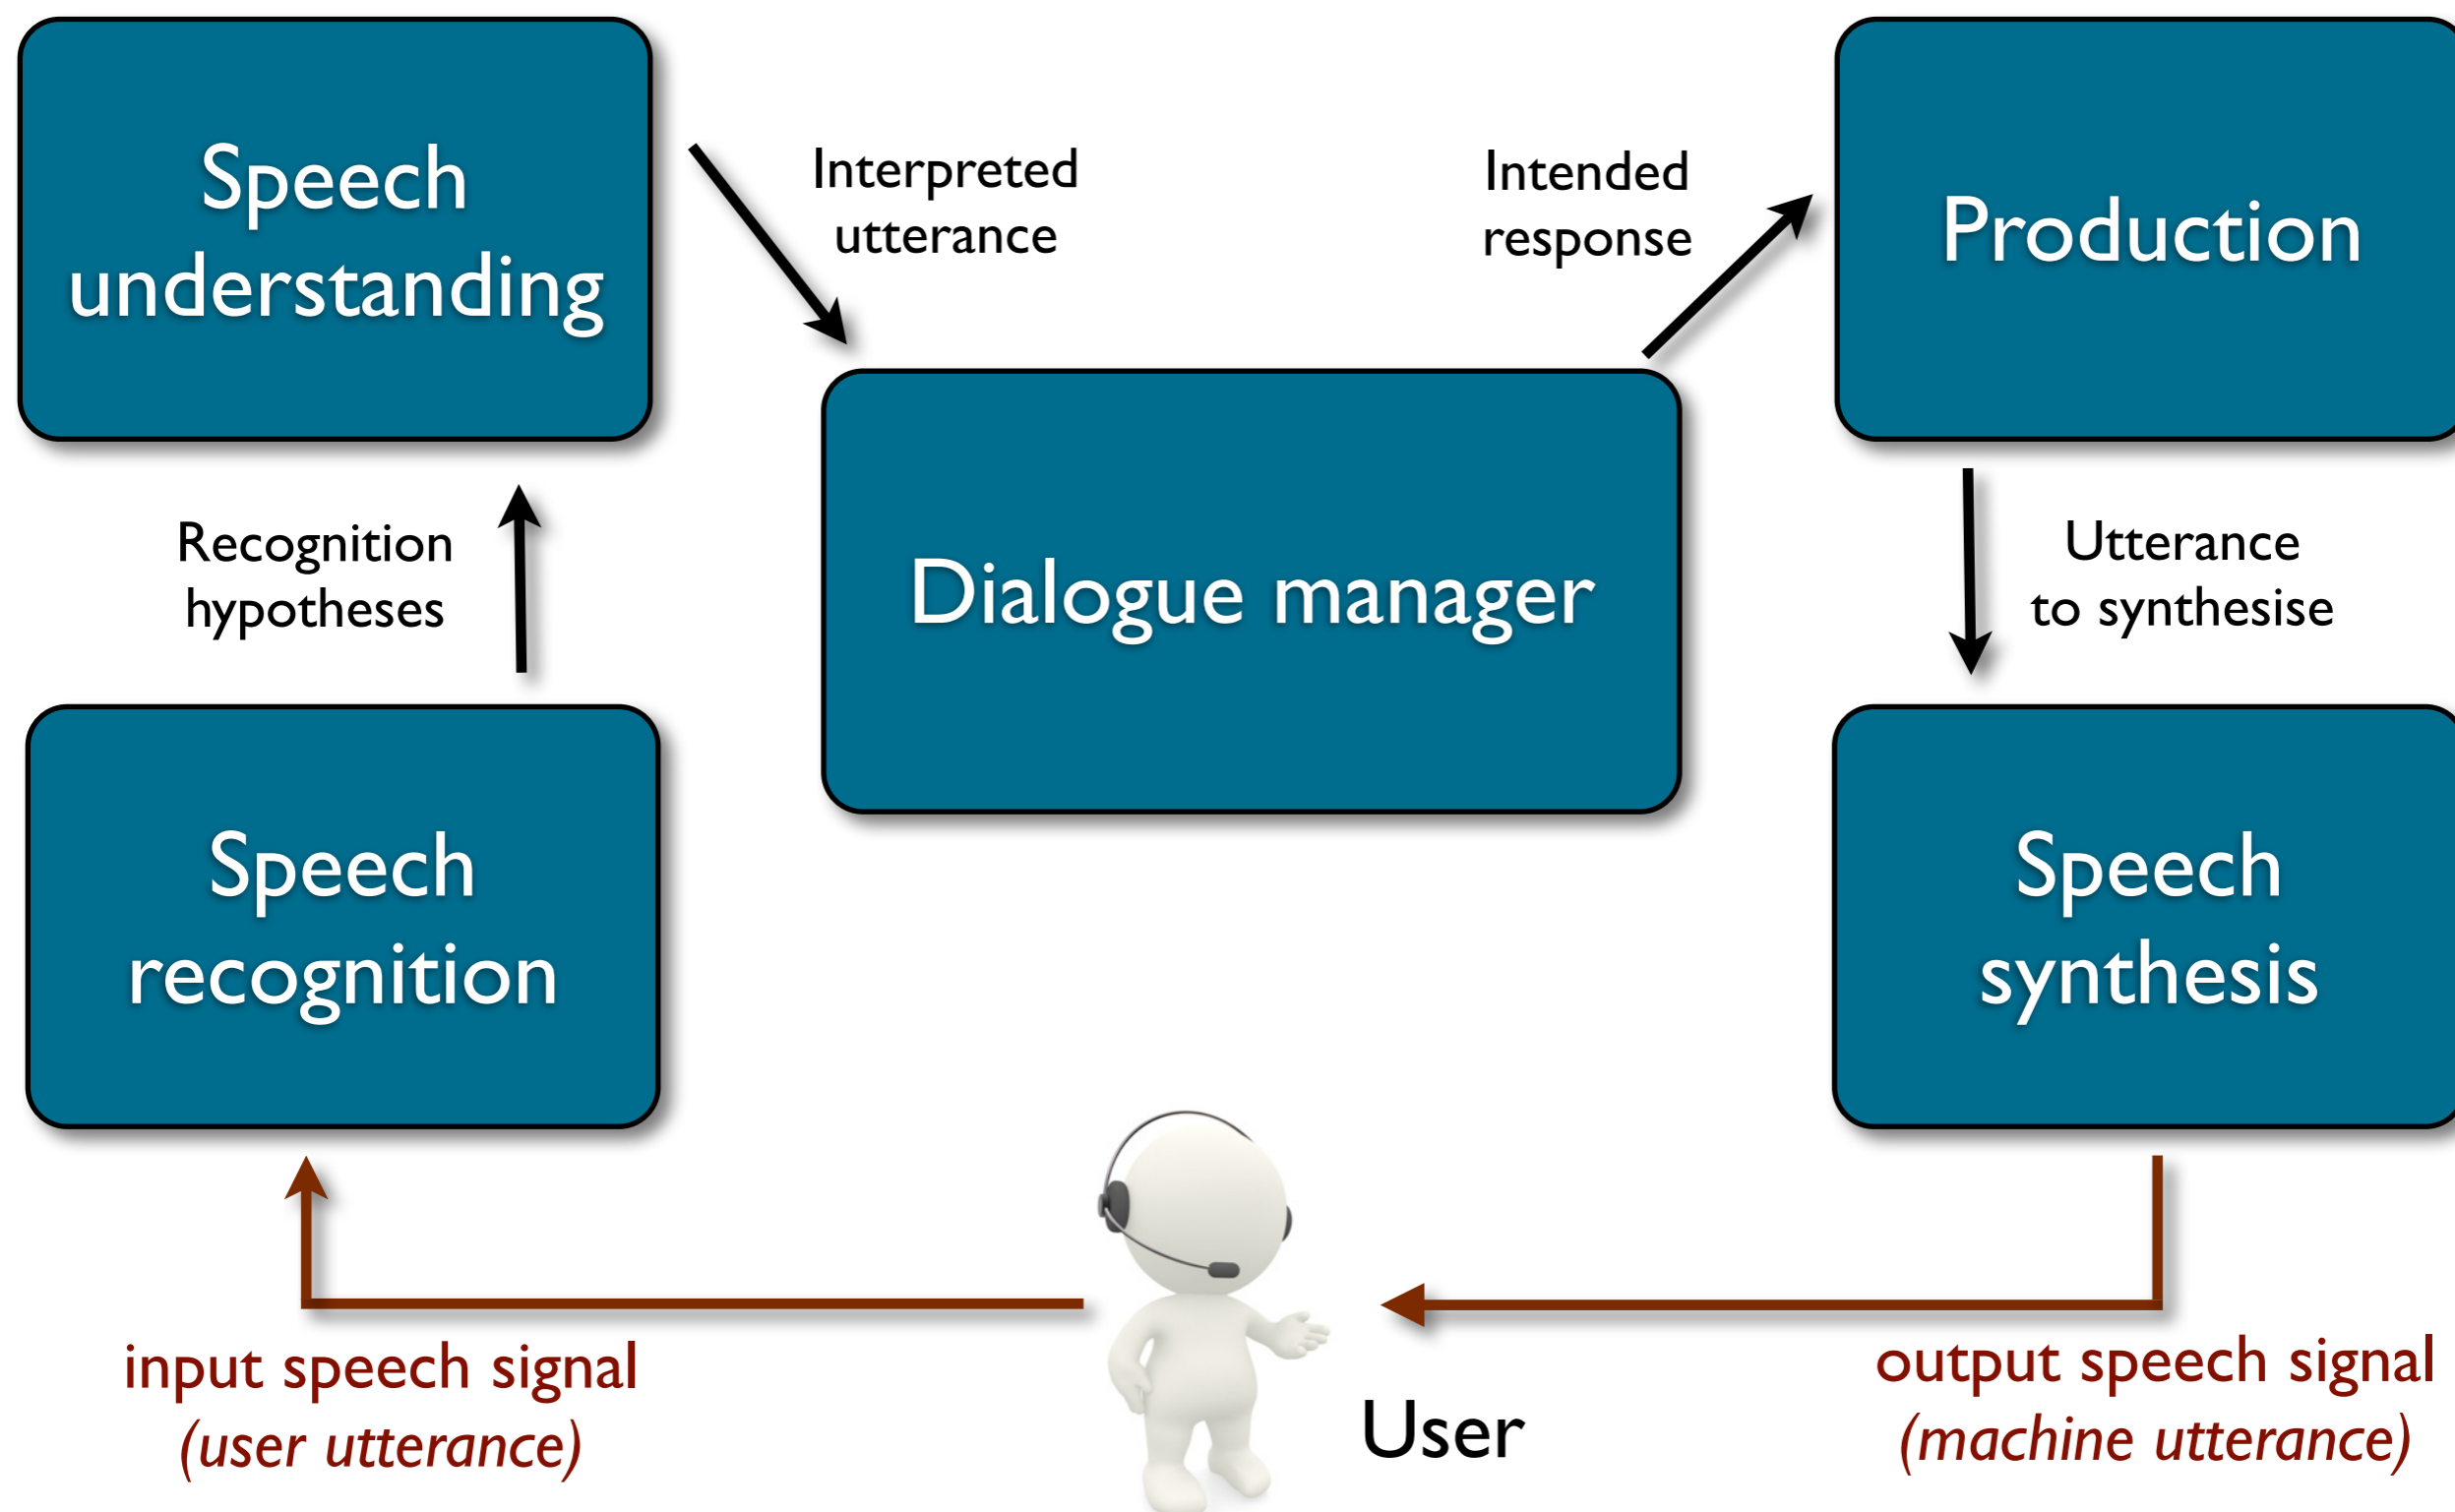 Speech
understanding
Interpreted
utterance
Intended
response
Production
Recognition
hypotheses
Dialogue manager
Utterance
to synthesise
Speech
recognition
Speech
synthesis
input speech signal
(user utterance)
User
output speech signal
(machine utterance)